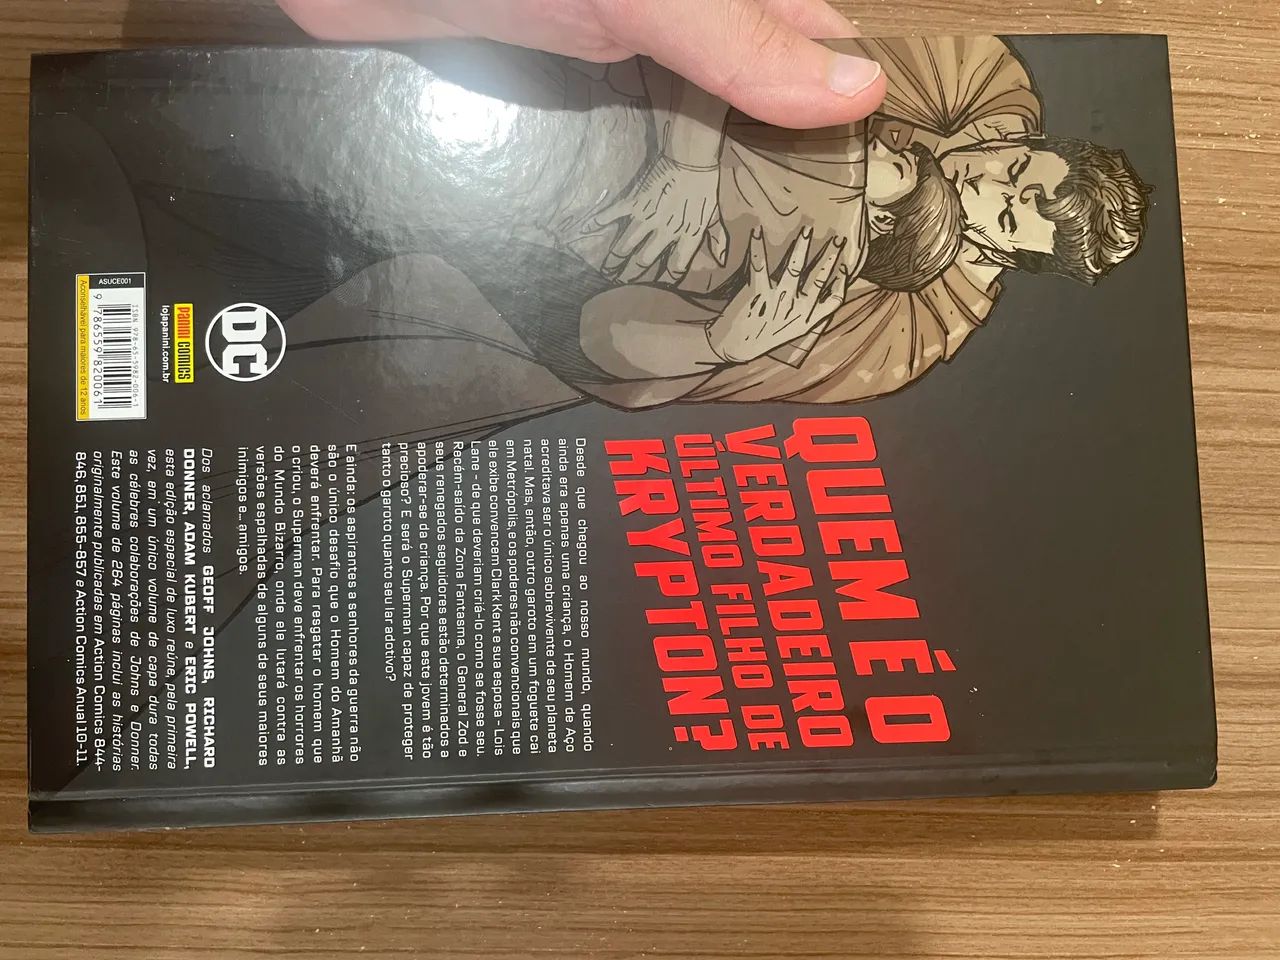 QUEM É O
VERDADEIRO
ÚLTIMO FILHO DE
KRYPTON?
Desde que chegou ao nosso mundo, quando
ainda era apenas uma criança, o Homem de Aço
acreditava ser o único sobrevivente de seu planeta
natal. Mas, então, outro garoto em um foguete cai
em Metrópolis, e os poderes não convencionais que
ele exibe convencem Clark Kent e sua esposa - Lois
Lane - de que deveriam criá-lo como se fosse seu.
Recém-saído da Zona Fantasma, o General Zod e
seus renegados seguidores estão determinados a
apoderar-se da criança. Por que este jovem é tão
precioso? E será o Superman capaz de proteger
tanto o garoto quanto seu lar adotivo?
E ainda: os aspirantes a senhores da guerra não
são o único desafio que o Homem do Amanhã
deverá enfrentar. Para resgatar o homem que
o criou, o Superman deve enfrentar os horrores
do Mundo Bizarro, onde ele lutará contra as
versões espelhadas de alguns de seus maiores
inimigos e... amigos.
Dos aclamados GEOFF JOHNS, RICHARD
DONNER, ADAM KUBERT e ERIC POWELL,
esta edição especial de luxo reúne, pela primeira
vez, em um único volume de capa dura todas
as célebres colaborações de Johns e Donner.
Este volume de 264 páginas inclui as histórias
originalmente publicadas em Action Comics 844-
846, 851, 855-857 e Action Comics Anual 10-11.
DC
PANINI COMICS
lojapanini.com.br
ASUCE001
ISBN 978-65-5982-006-1
9 786559 820061
Aconselhável para maiores de 12 anos